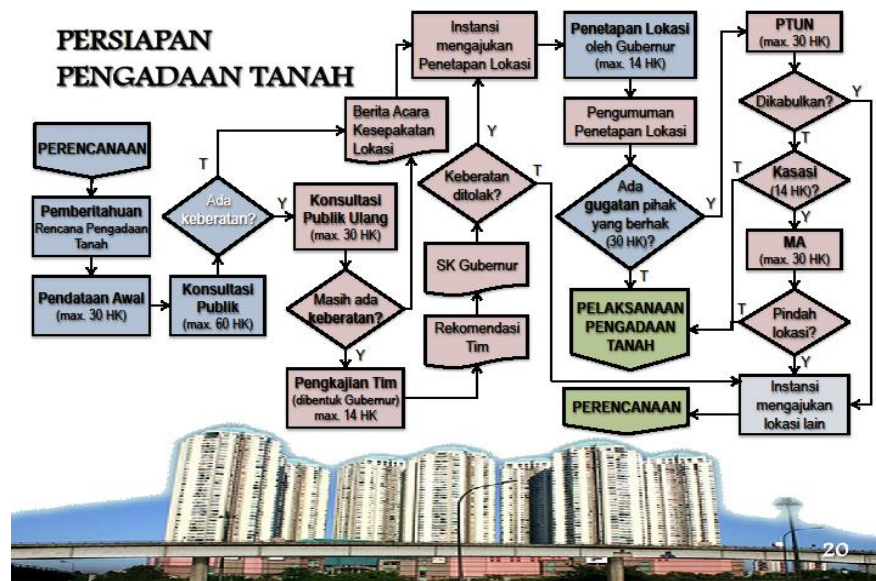 PERSIAPAN
PENGADAAN TANAH
PERENCANAAN
Pemberitahuan
Rencana Pengadaan
Tanah
Pendataan Awal
(max. 30 HK)
Konsultasi
Publik
(max. 60 HK)
Ada
keberatan?
T
Y
Konsultasi
Publik Ulang
(max. 30 HK)
Masih ada
keberatan?
Y
Pengkajian Tim
(dibentuk Gubernur)
max. 14 HK
Berita Acara
Kesepakatan
Lokasi
Rekomendasi
Tim
SK Gubernur
Keberatan
ditolak?
Y
T
Instansi
mengajukan
Penetapan Lokasi
Penetapan Lokasi
oleh Gubernur
(max. 14 HK)
Pengumuman
Penetapan Lokasi
Ada
gugatan pihak
yang berhak
(30 HK)?
Y
T
PELAKSANAAN
PENGADAAN
TANAH
PTUN
(max. 30 HK)
Dikabulkan?
Y
T
Kasasi
(14 HK)?
T
Y
MA
(max. 30 HK)
Pindah
lokasi?
T
Y
Instansi
mengajukan
lokasi lain
PERENCANAAN
20